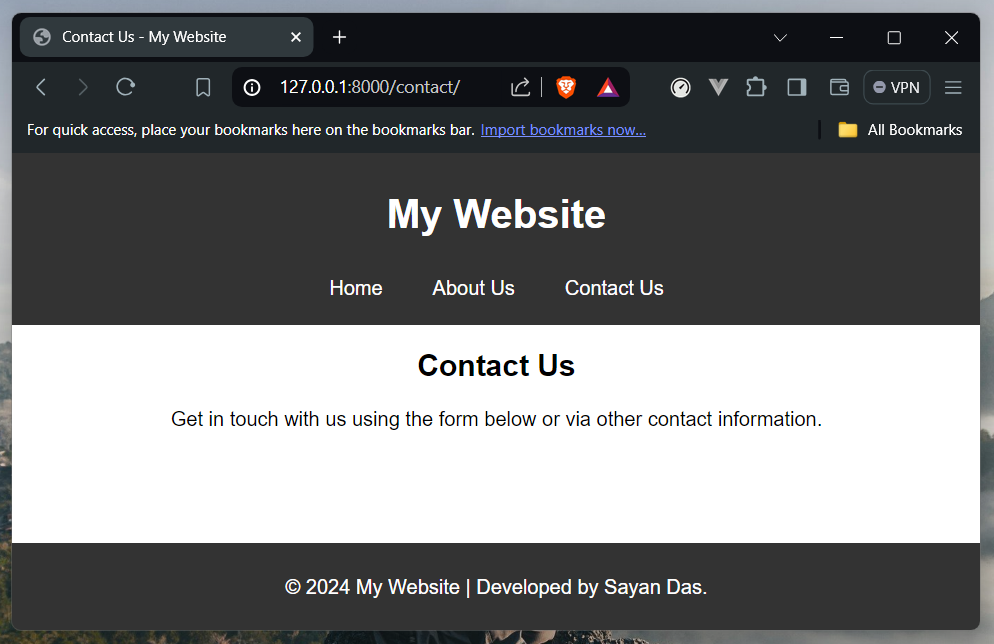 Contact Us - My Website
127.0.0.1:8000/contact/
VPN
For quick access, place your bookmarks here on the bookmarks bar. Import bookmarks now...
All Bookmarks
My Website
Home About Us Contact Us
Contact Us
Get in touch with us using the form below or via other contact information.
© 2024 My Website | Developed by Sayan Das.